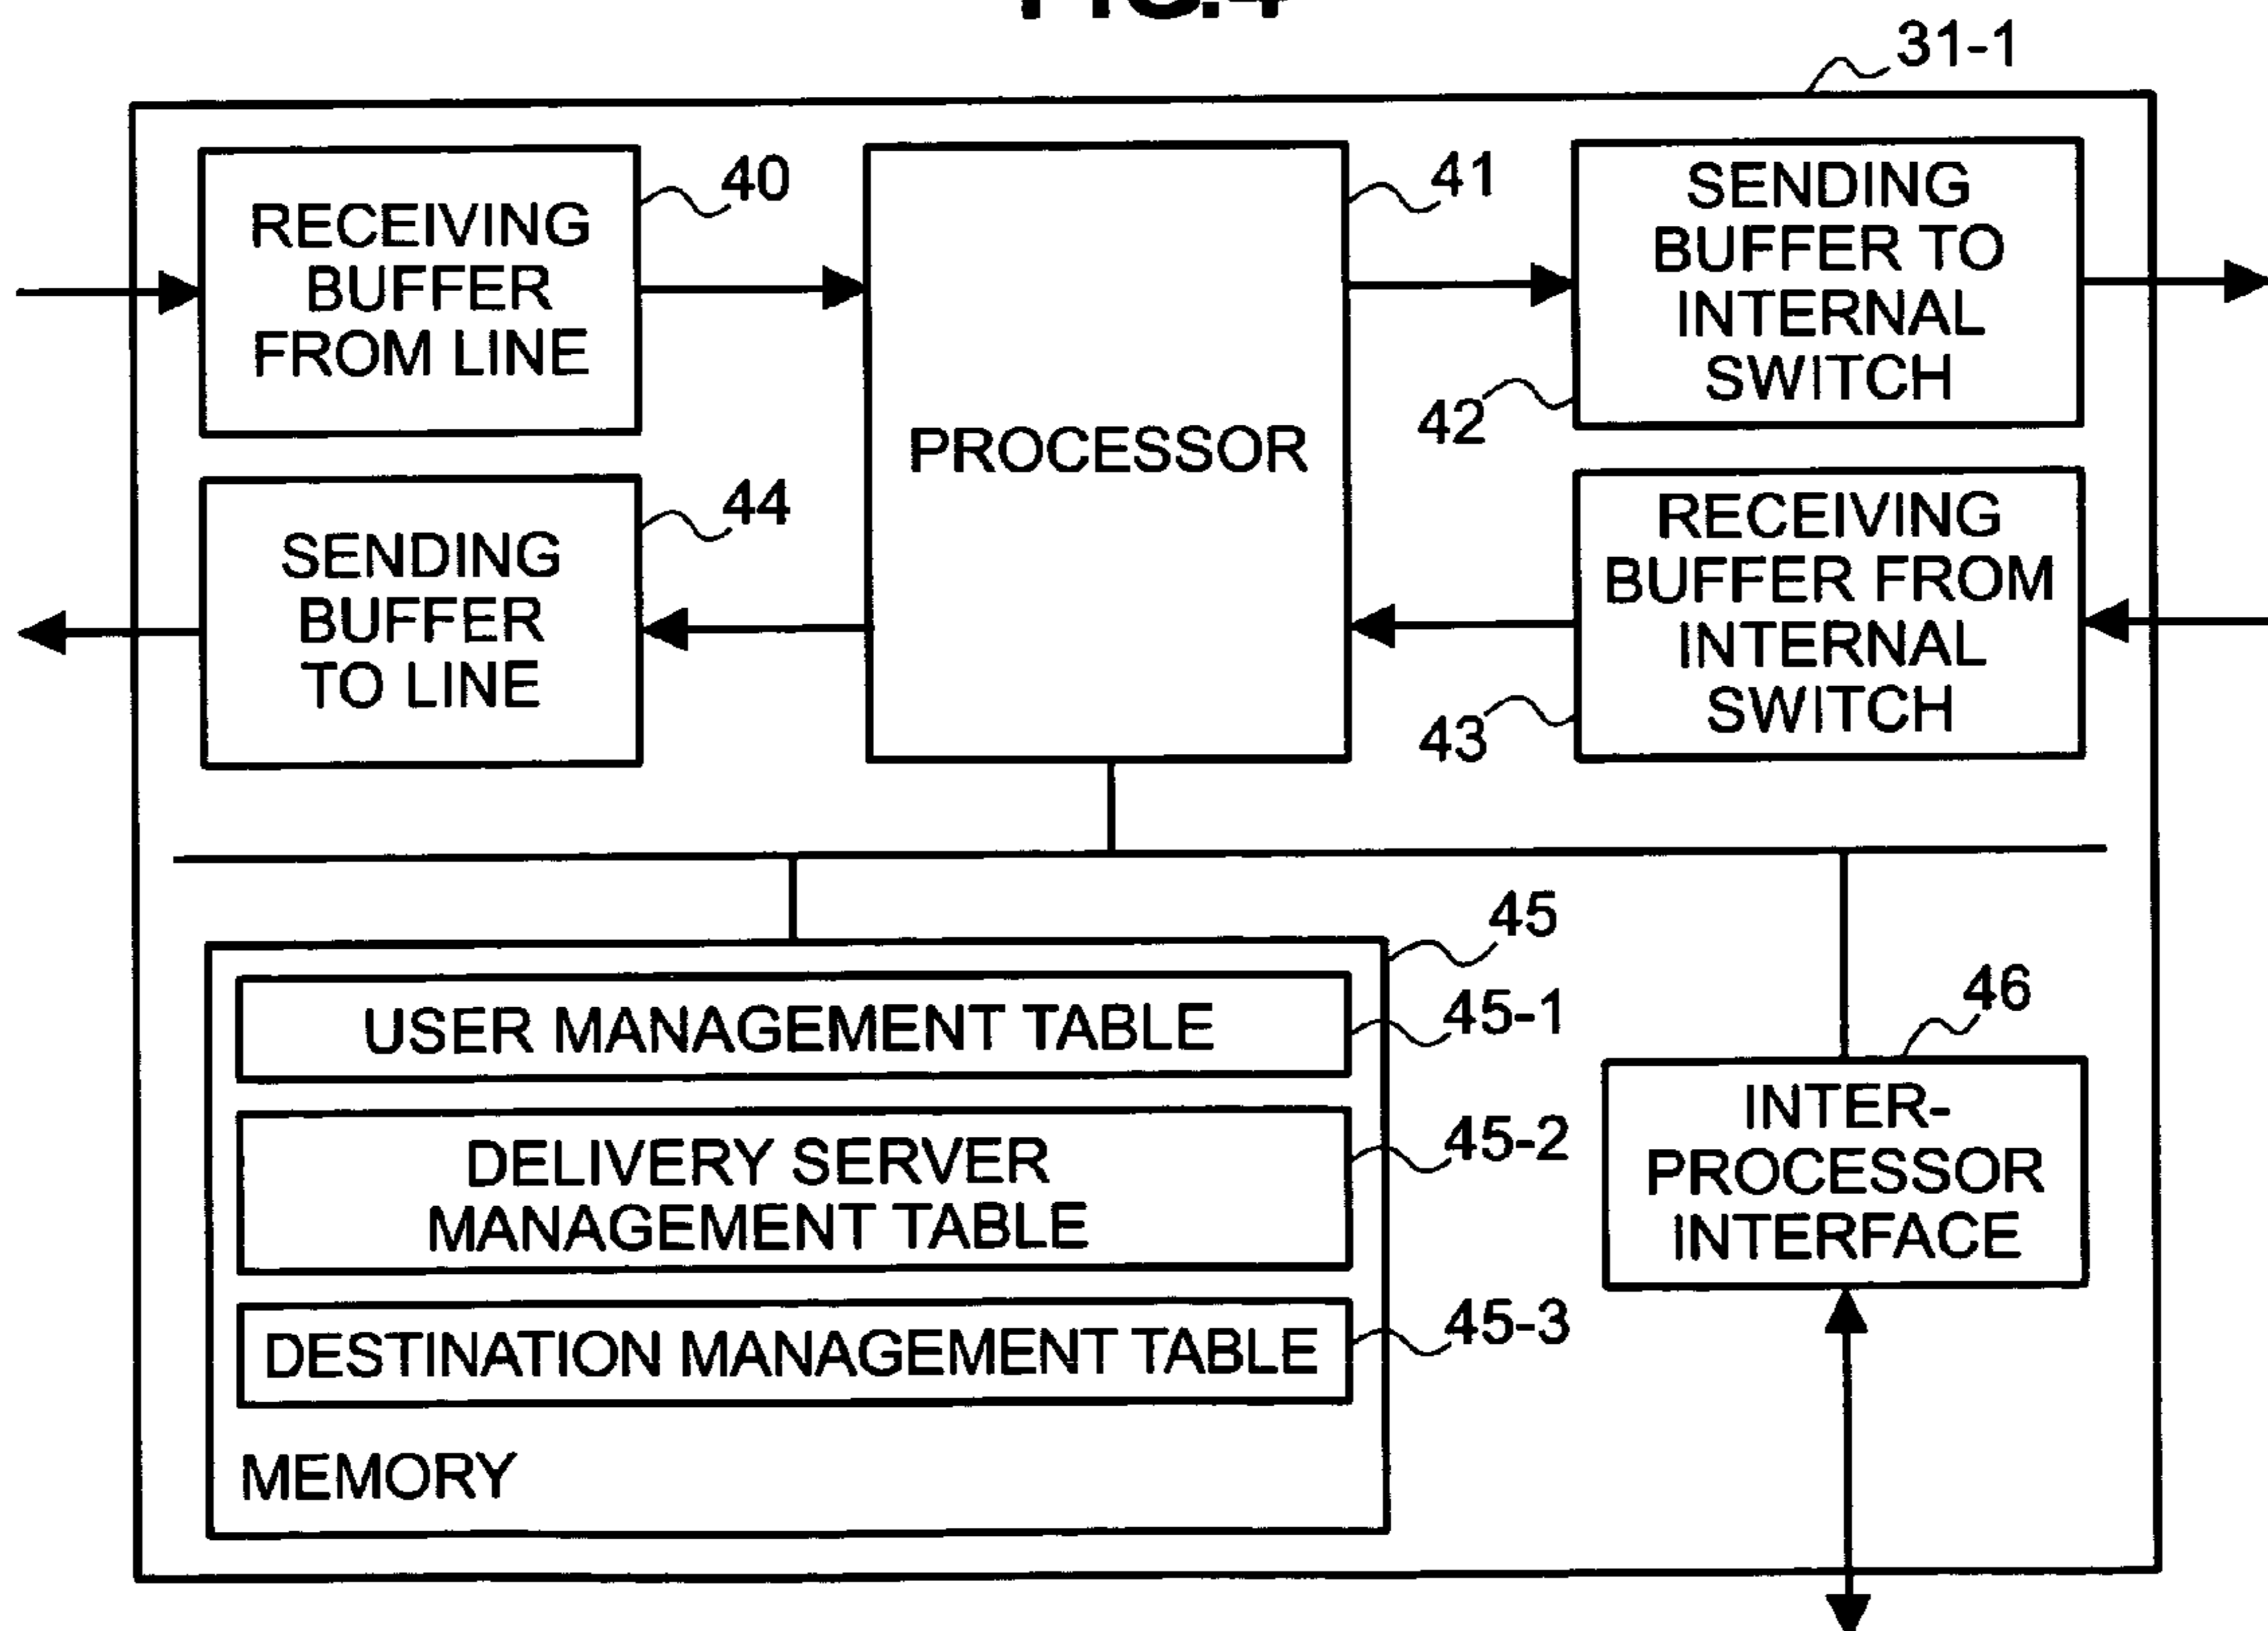 FIG.4
31-1
RECEIVING
BUFFER
FROM LINE
40
PROCESSOR
41
SENDING
BUFFER TO
INTERNAL
SWITCH
42
SENDING
BUFFER
TO LINE
44
RECEIVING
BUFFER FROM
INTERNAL
SWITCH
43
45
USER MANAGEMENT TABLE
45-1
DELIVERY SERVER
MANAGEMENT TABLE
45-2
DESTINATION MANAGEMENT TABLE
45-3
MEMORY
46
INTER-
PROCESSOR
INTERFACE